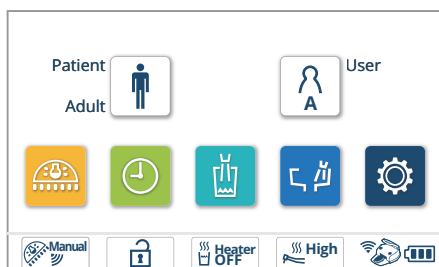 Patient
User
Adult
A
Manual
Heater
OFF
High